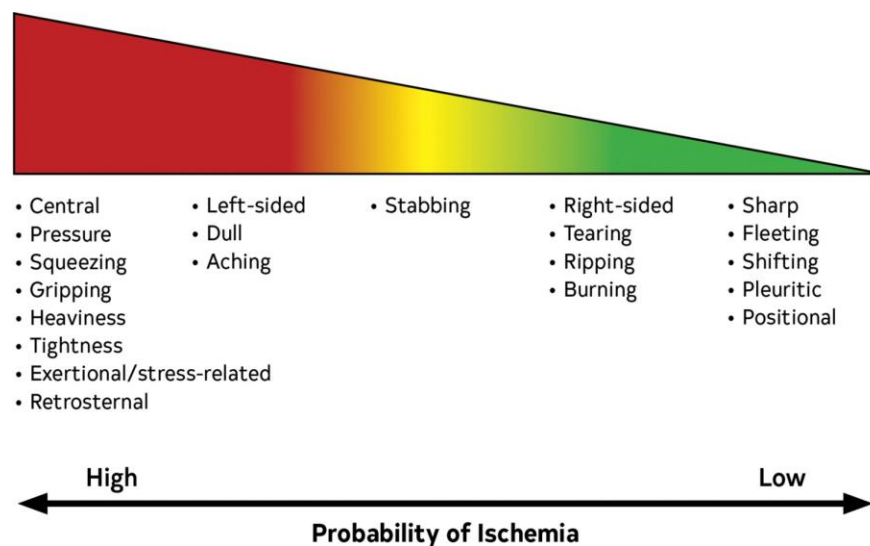 • Central
• Pressure
• Squeezing
• Gripping
• Heaviness
• Tightness
• Exertional/stress-related
• Retrosternal
• Left-sided
• Dull
• Aching
• Stabbing
• Right-sided
• Tearing
• Ripping
• Burning
• Sharp
• Fleeting
• Shifting
• Pleuritic
• Positional
High
Low
Probability of Ischemia